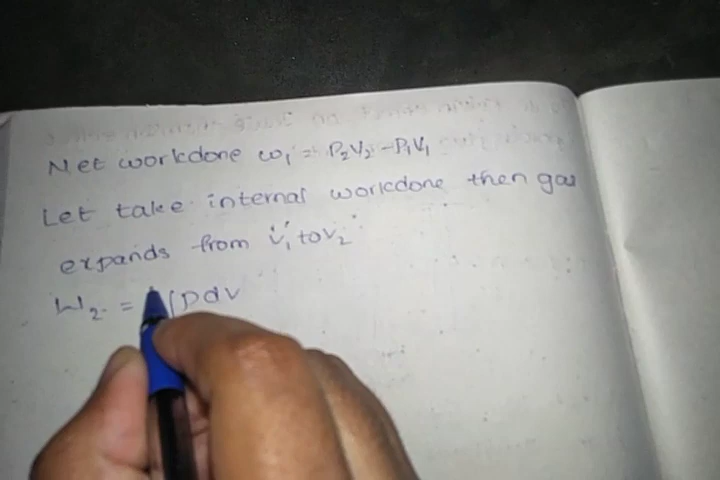 Net workdone w₁ = P₂V₂ - P₁V₁
Let take internal workdone then gas
expands from V₁ to V₂
W₂ = ∫PdV